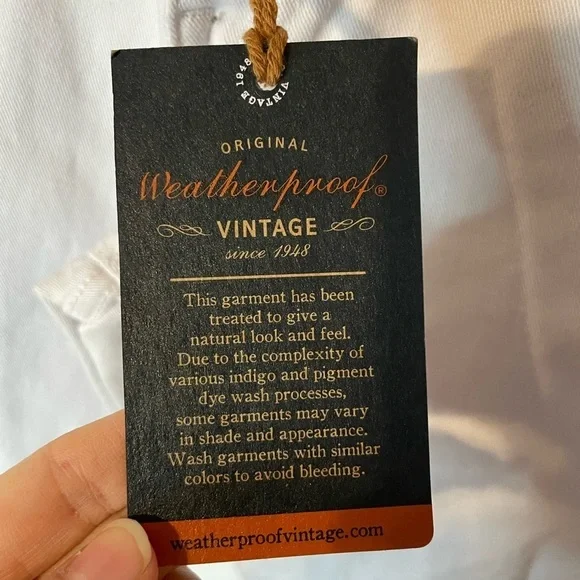 VINTAGE 1948
ORIGINAL
Weatherproof®
VINTAGE
since 1948
This garment has been
treated to give a
natural look and feel.
Due to the complexity of
various indigo and pigment
dye wash processes,
some garments may vary
in shade and appearance.
Wash garments with similar
colors to avoid bleeding.
weatherproofvintage.com